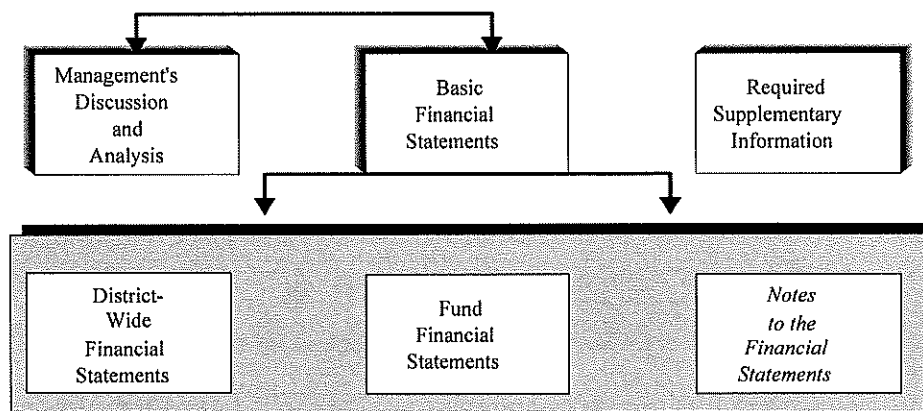 Management's
Discussion
and
Analysis
Basic
Financial
Statements
Required
Supplementary
Information
District-
Wide
Financial
Statements
Fund
Financial
Statements
Notes
to the
Financial
Statements